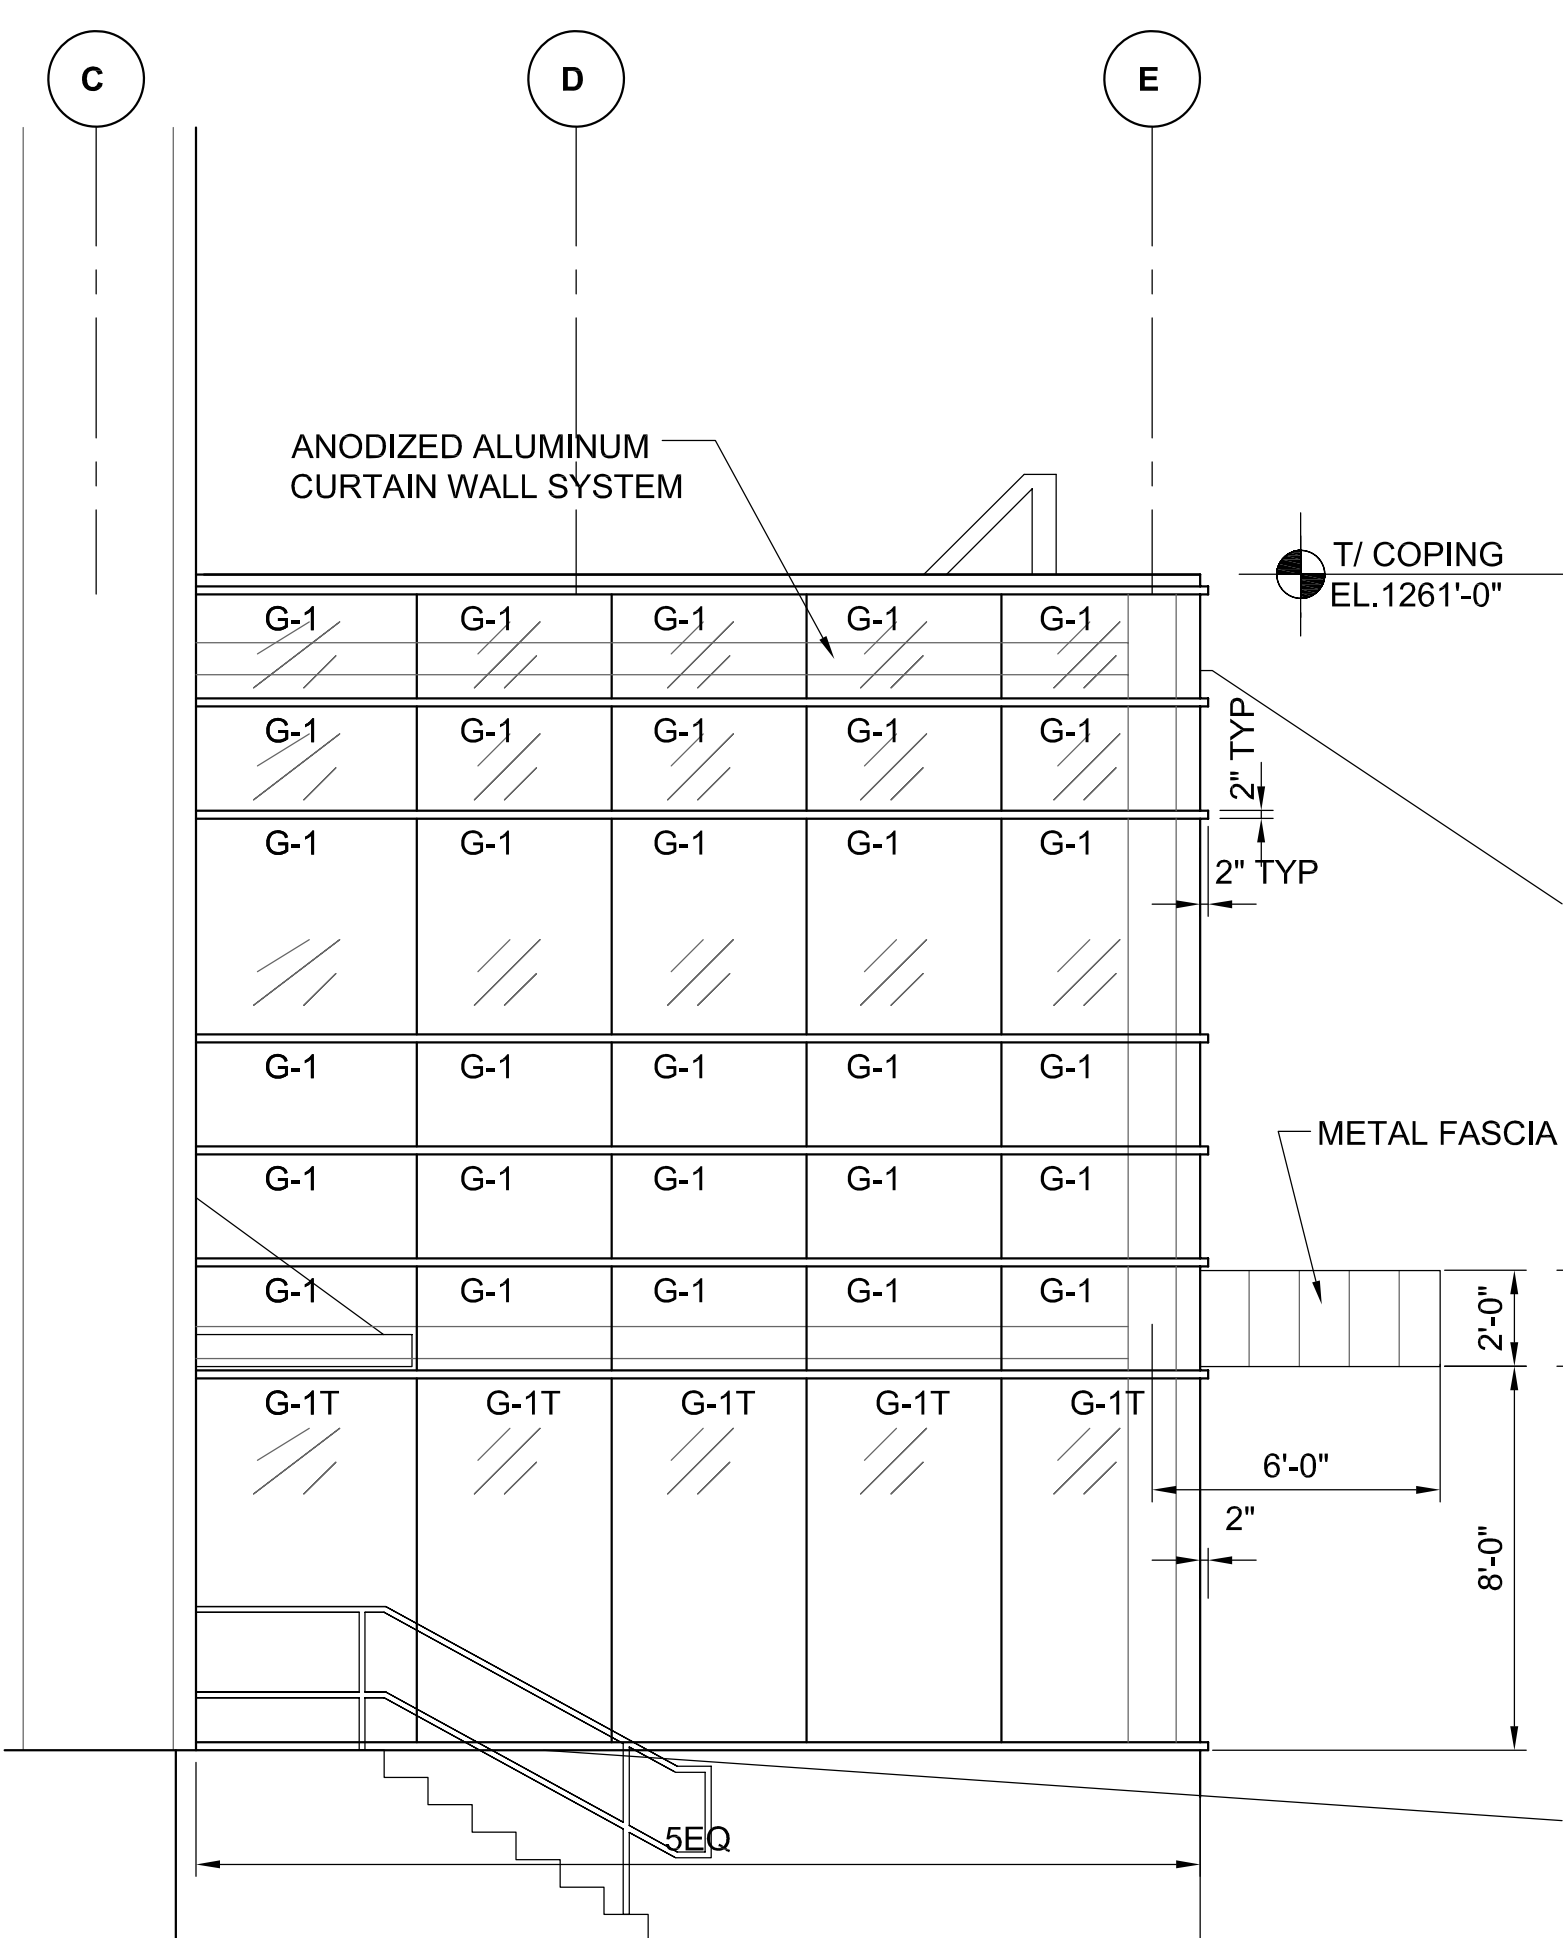 C
D
E
ANODIZED ALUMINUM
CURTAIN WALL SYSTEM
T/ COPING
EL.1261'-0"
G-1 G-1 G-1 G-1 G-1
G-1 G-1 G-1 G-1 G-1
2" TYP
G-1 G-1 G-1 G-1 G-1
2" TYP
G-1 G-1 G-1 G-1 G-1
METAL FASCIA
G-1 G-1 G-1 G-1 G-1
G-1 G-1 G-1 G-1 G-1
2'-0"
G-1T G-1T G-1T G-1T G-1T
6'-0"
2"
8'-0"
5EQ